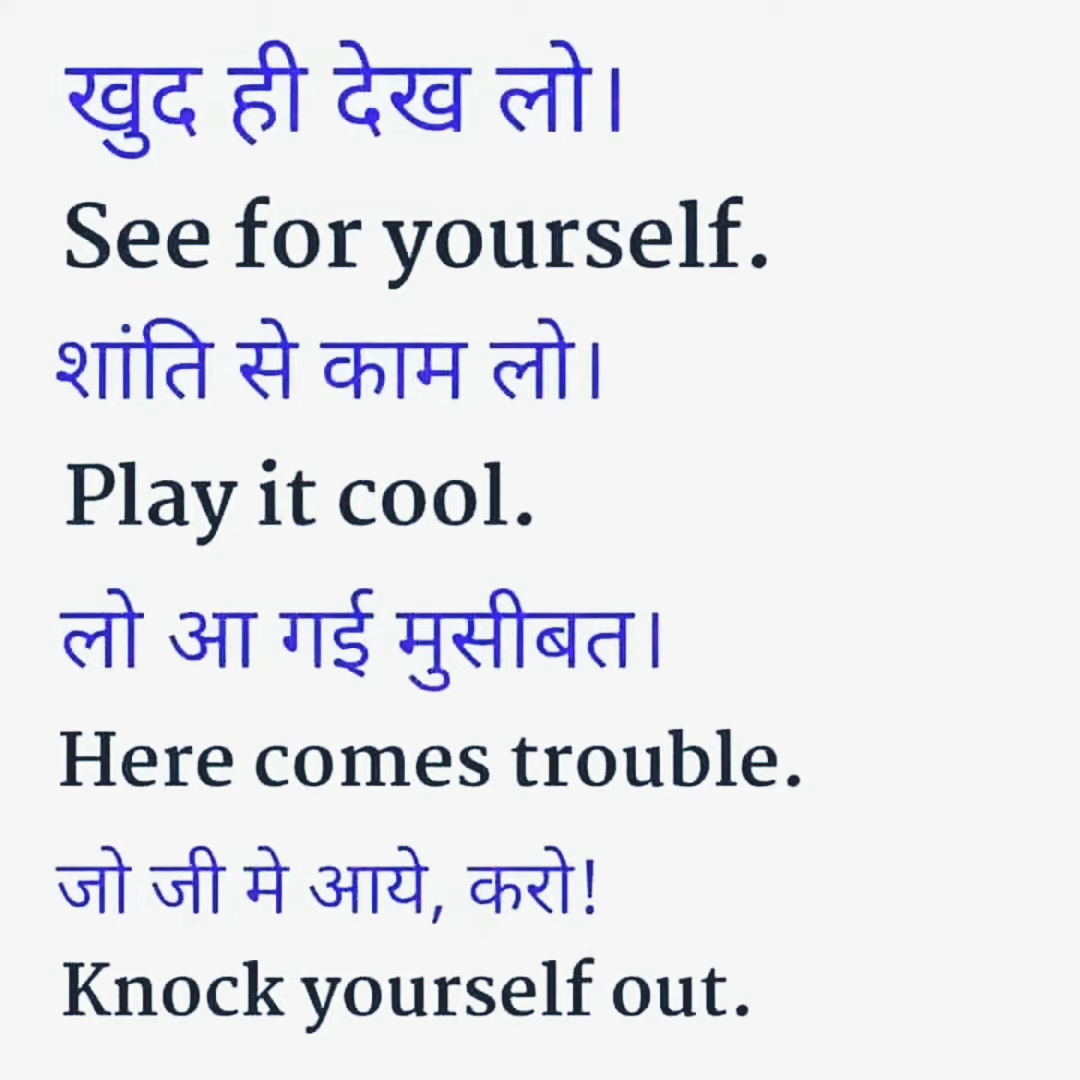 खुद ही देख लो।
See for yourself.
शांति से काम लो।
Play it cool.
लो आ गई मुसीबत।
Here comes trouble.
जो जी मे आये, करो!
Knock yourself out.